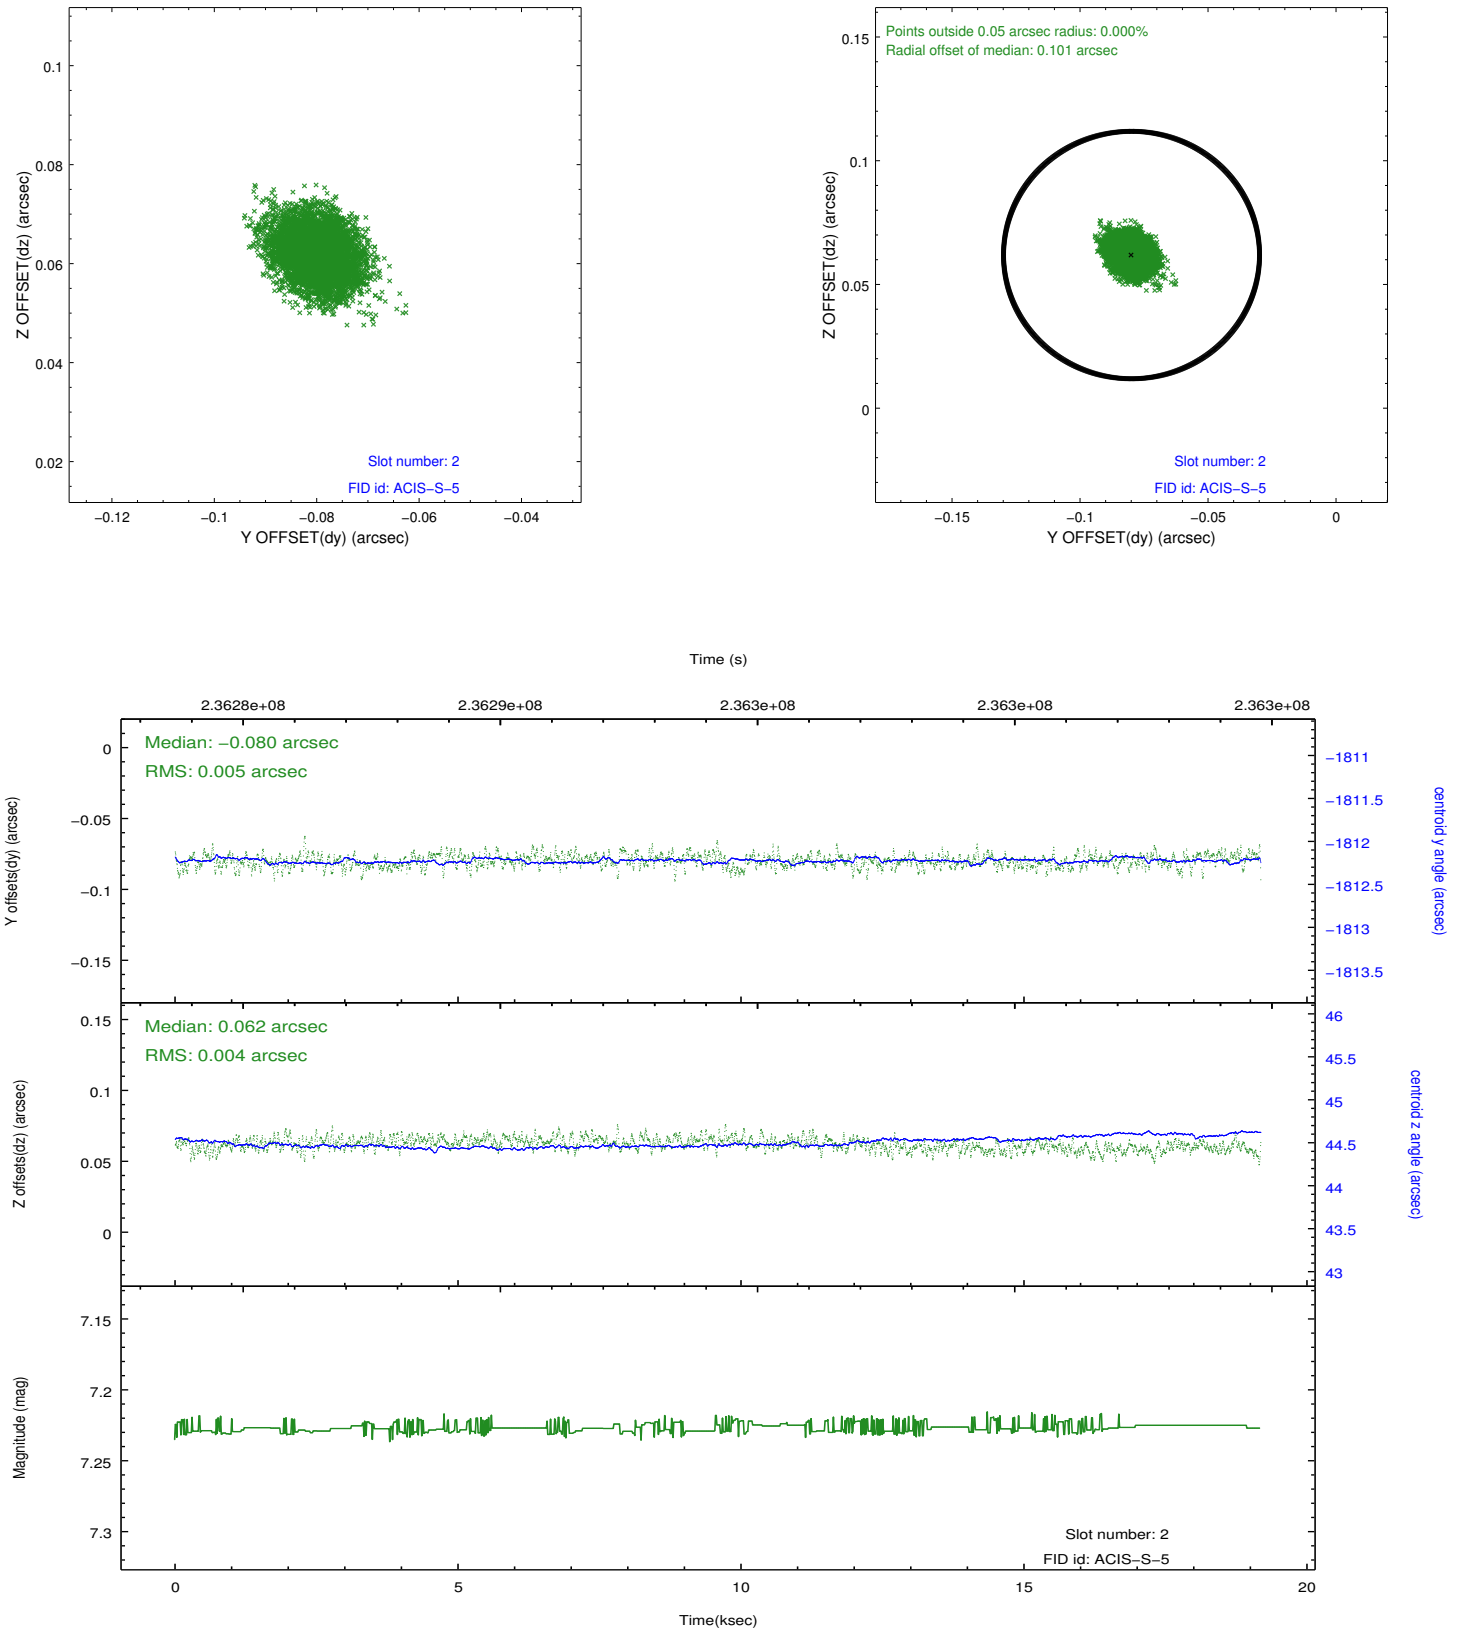 0.1
0.08
0.06
0.04
0.02
Z OFFSET(dz) (arcsec)
Slot number: 2
FID id: ACIS−S−5
−0.12 −0.1 −0.08 −0.06 −0.04
Y OFFSET(dy) (arcsec)
Points outside 0.05 arcsec radius: 0.000%
Radial offset of median: 0.101 arcsec
0.15
0.1
0.05
0
Z OFFSET(dz) (arcsec)
Slot number: 2
FID id: ACIS−S−5
−0.15 −0.1 −0.05 0
Y OFFSET(dy) (arcsec)
Time (s)
2.3628e+08 2.3629e+08 2.363e+08 2.363e+08 2.363e+08
Median: −0.080 arcsec
RMS: 0.005 arcsec
0
−0.05
−0.1
−0.15
Y offsets(dy) (arcsec)
−1811
−1811.5
−1812
−1812.5
−1813
−1813.5
centroid y angle (arcsec)
Median: 0.062 arcsec
RMS: 0.004 arcsec
0.15
0.1
0.05
0
Z offsets(dz) (arcsec)
46
45.5
45
44.5
44
43.5
43
centroid z angle (arcsec)
7.15
7.2
7.25
7.3
Magnitude (mag)
Slot number: 2
FID id: ACIS−S−5
0 5 10 15 20
Time(ksec)